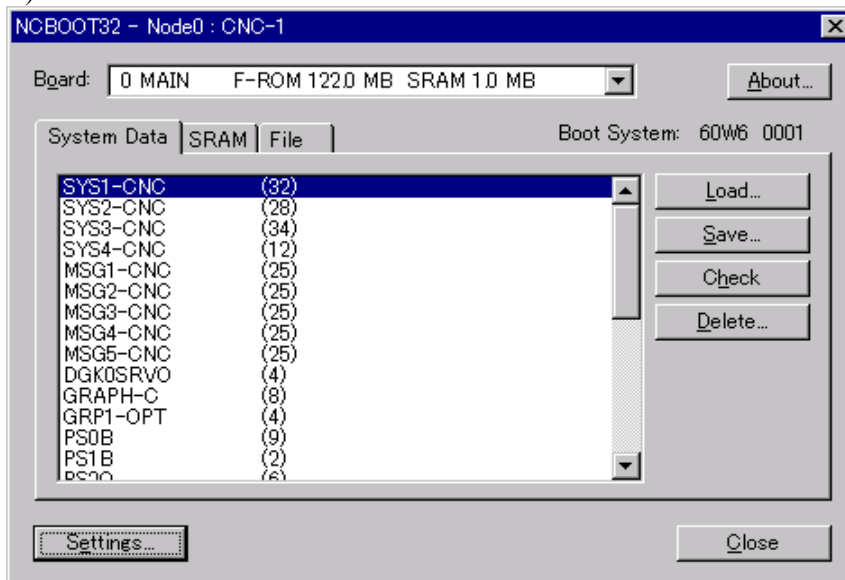 NCBOOT32 - Node0 : CNC-1
Board: 0 MAIN F-ROM 122.0 MB SRAM 1.0 MB About...
System Data SRAM File Boot System: 60W6 0001
SYS1-CNC (32) Load...
SYS2-CNC (28)
SYS3-CNC (34) Save...
SYS4-CNC (12)
MSG1-CNC (25) Check
MSG2-CNC (25)
MSG3-CNC (25) Delete...
MSG4-CNC (25)
MSG5-CNC (25)
DGK0SRVO (4)
GRAPH-C (8)
GRP1-OPT (4)
PS0B (9)
PS1B (2)
(6)
Settings... Close